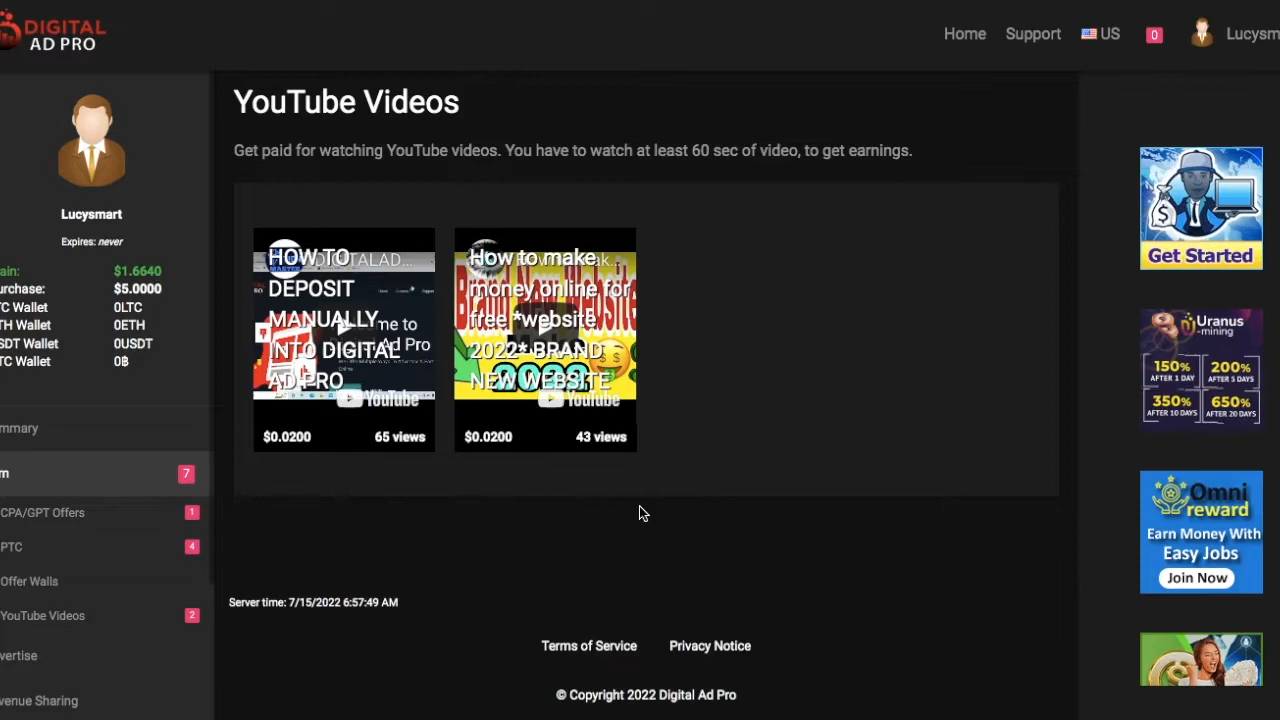 DIGITAL
AD PRO
Home
Support
US
0
Lucysm
Lucysmart
Expires: never
ain:
$1.6640
urchase:
$5.0000
TC Wallet
0LTC
TH Wallet
0ETH
SDT Wallet
0USDT
TC Wallet
0฿
mmary
rn
7
CPA/GPT Offers
1
PTC
4
Offer Walls
YouTube Videos
2
vertise
venue Sharing
YouTube Videos
Get paid for watching YouTube videos. You have to watch at least 60 sec of video, to get earnings.
HOW TO
DEPOSIT
MANUALLY
INTO DIGITAL
AD PRO
YouTube
$0.0200
65 views
How to make
money online for
free *website
2022* BRAND
NEW WEBSITE
2022
YouTube
$0.0200
43 views
Server time: 7/15/2022 6:57:49 AM
Terms of Service
Privacy Notice
© Copyright 2022 Digital Ad Pro
Get Started
Uranus
mining
150%
AFTER 1 DAY
200%
AFTER 5 DAYS
350%
AFTER 10 DAYS
650%
AFTER 20 DAYS
Omni
reward
Earn Money With
Easy Jobs
Join Now